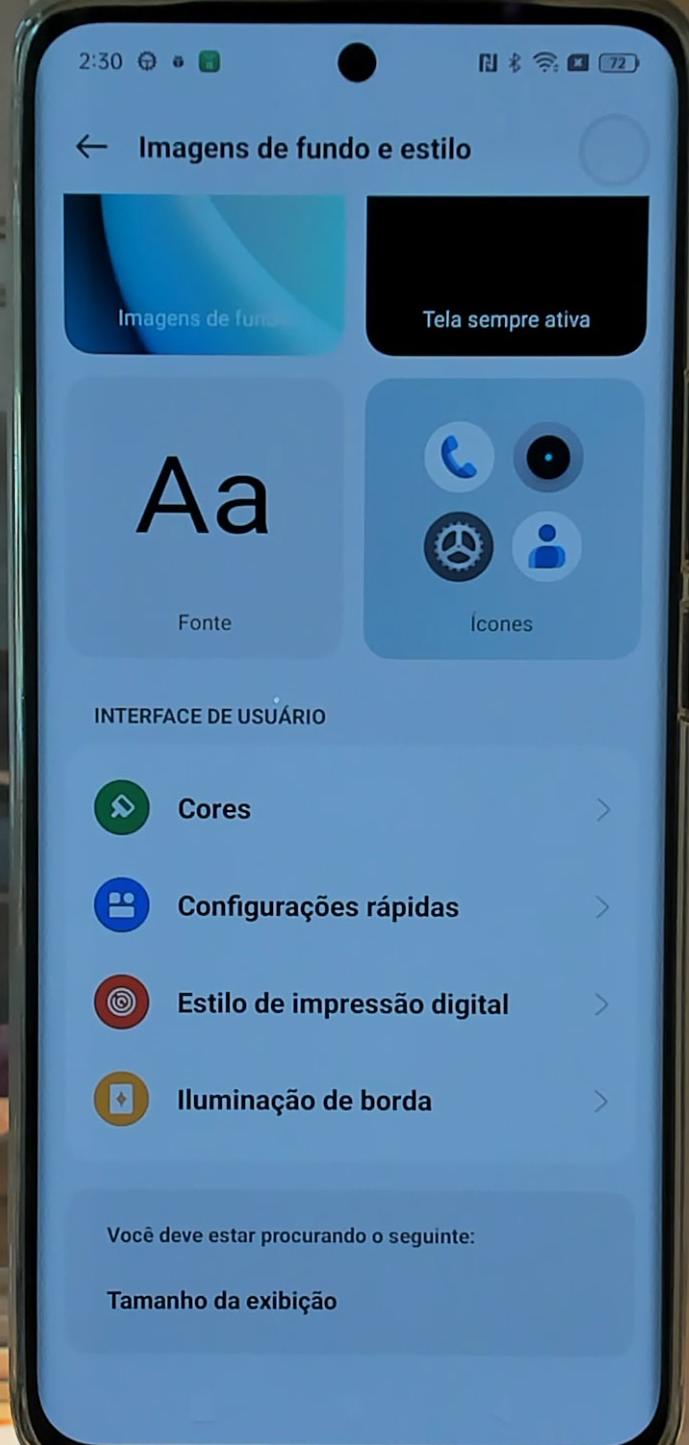 2:30
72
Imagens de fundo e estilo
Imagens de fundo
Tela sempre ativa
Aa
Fonte
Ícones
INTERFACE DE USUÁRIO
Cores
Configurações rápidas
Estilo de impressão digital
Iluminação de borda
Você deve estar procurando o seguinte:
Tamanho da exibição